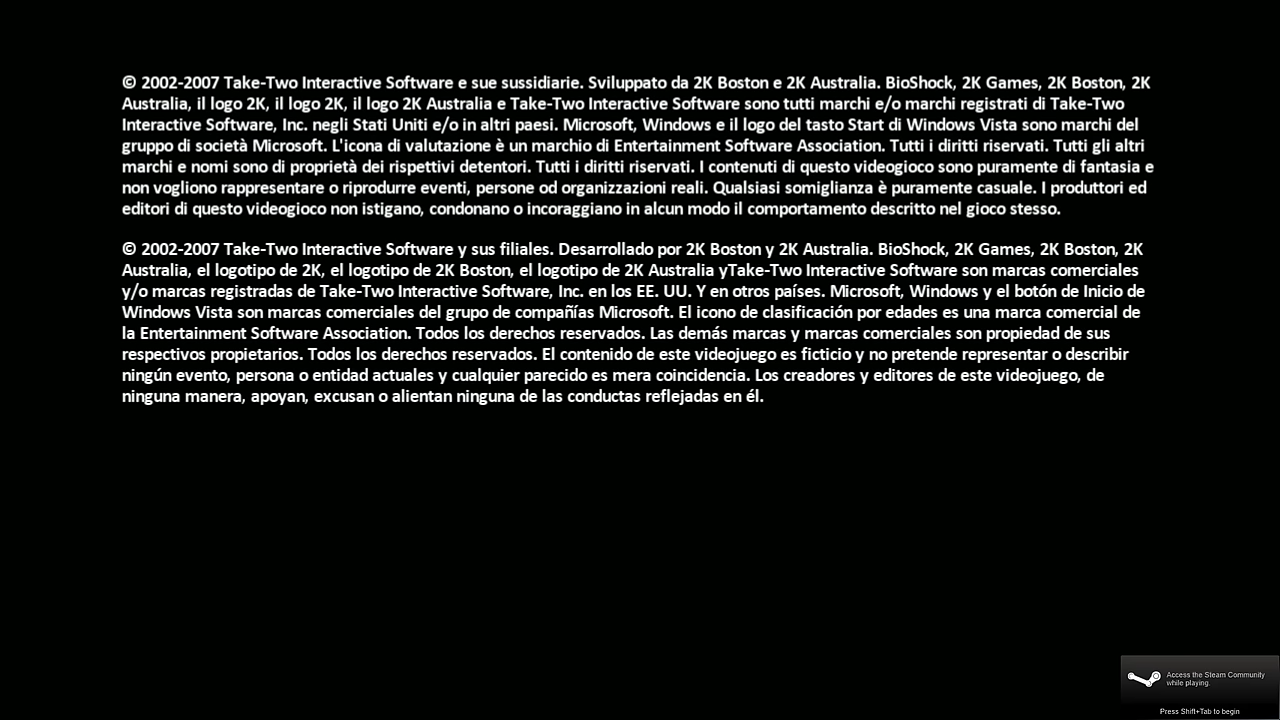 © 2002-2007 Take-Two Interactive Software e sue sussidiarie. Sviluppato da 2K Boston e 2K Australia. BioShock, 2K Games, 2K Boston, 2K
Australia, il logo 2K, il logo 2K, il logo 2K Australia e Take-Two Interactive Software sono tutti marchi e/o marchi registrati di Take-Two
Interactive Software, Inc. negli Stati Uniti e/o in altri paesi. Microsoft, Windows e il logo del tasto Start di Windows Vista sono marchi del
gruppo di società Microsoft. L'icona di valutazione è un marchio di Entertainment Software Association. Tutti i diritti riservati. Tutti gli altri
marchi e nomi sono di proprietà dei rispettivi detentori. Tutti i diritti riservati. I contenuti di questo videogioco sono puramente di fantasia e
non vogliono rappresentare o riprodurre eventi, persone od organizzazioni reali. Qualsiasi somiglianza è puramente casuale. I produttori ed
editori di questo videogioco non istigano, condonano o incoraggiano in alcun modo il comportamento descritto nel gioco stesso.
© 2002-2007 Take-Two Interactive Software y sus filiales. Desarrollado por 2K Boston y 2K Australia. BioShock, 2K Games, 2K Boston, 2K
Australia, el logotipo de 2K, el logotipo de 2K Boston, el logotipo de 2K Australia yTake-Two Interactive Software son marcas comerciales
y/o marcas registradas de Take-Two Interactive Software, Inc. en los EE. UU. Y en otros países. Microsoft, Windows y el botón de Inicio de
Windows Vista son marcas comerciales del grupo de compañías Microsoft. El icono de clasificación por edades es una marca comercial de
la Entertainment Software Association. Todos los derechos reservados. Las demás marcas y marcas comerciales son propiedad de sus
respectivos propietarios. Todos los derechos reservados. El contenido de este videojuego es ficticio y no pretende representar o describir
ningún evento, persona o entidad actuales y cualquier parecido es mera coincidencia. Los creadores y editores de este videojuego, de
ninguna manera, apoyan, excusan o alientan ninguna de las conductas reflejadas en él.
Access the Steam Community
while playing.
Press Shift+Tab to begin